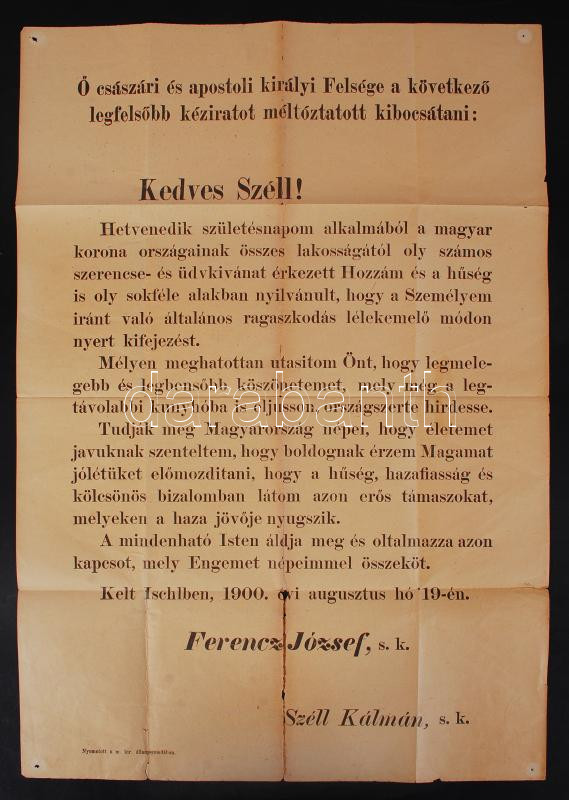 Ő császári és apostoli királyi Felsége a következő
legfelsőbb kéziratot méltóztatott kibocsátani:
Kedves Széll!
Hetvenedik születésnapom alkalmából a magyar
korona országainak összes lakosságától oly számos
szerencse- és üdvkivánat érkezett Hozzám és a hűség
is oly sokféle alakban nyilvánult, hogy a Személyem
iránt való általános ragaszkodás lélekemelő módon
nyert kifejezést.
Mélyen meghatottan utasitom Önt, hogy legmele-
gebb és legbensőbb köszönetemet, mely még a leg-
távolabbi kunyhóba is eljusson, országszerte hirdesse.
darabanth
Tudják meg Magyarország népei, hogy életemet
javuknak szenteltem, hogy boldognak érzem Magamat
jólétüket előmozditani, hogy a hűség, hazafiasság és
kölcsönös bizalomban látom azon erős támaszokat,
melyeken a haza jövője nyugszik.
A mindenható Isten áldja meg és oltalmazza azon
kapcsot, mely Engemet népeimmel összeköt.
Kelt Ischlben, 1900. évi augusztus hó 19-én.
Ferencz József, s. k.
Széll Kálmán, s. k.
Nyomatott a m. kir. államnyomdában.